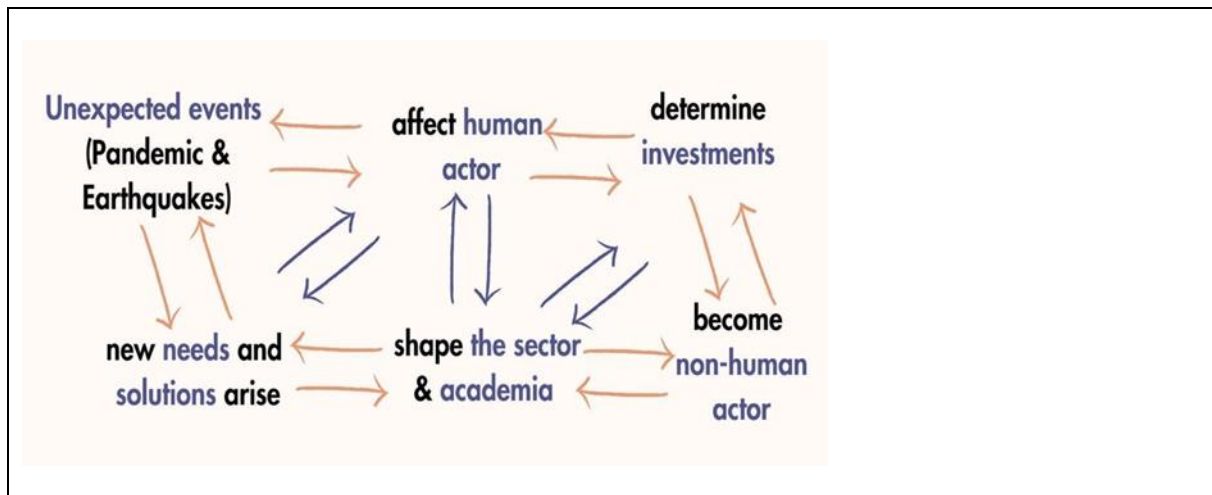 Unexpected events
(Pandemic &
Earthquakes)
affect human
actor
determine
investments
new needs and
solutions arise
shape the sector
& academia
become
non-human
actor